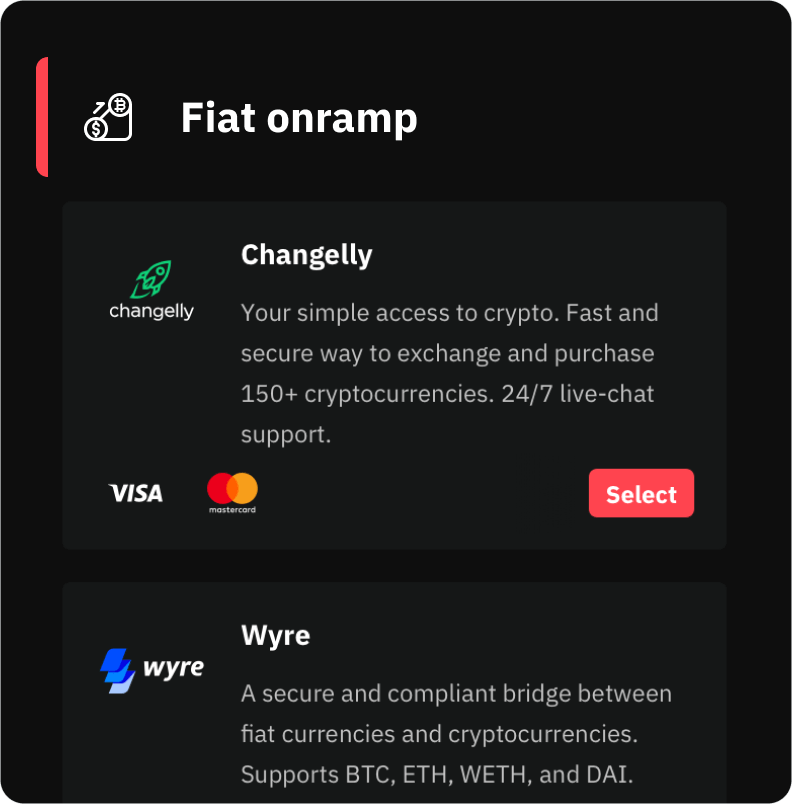 Fiat onramp
Changelly
changelly
Your simple access to crypto. Fast and
secure way to exchange and purchase
150+ cryptocurrencies. 24/7 live-chat
support.
VISA
mastercard
Select
Wyre
wyre
A secure and compliant bridge between
fiat currencies and cryptocurrencies.
Supports BTC, ETH, WETH, and DAI.